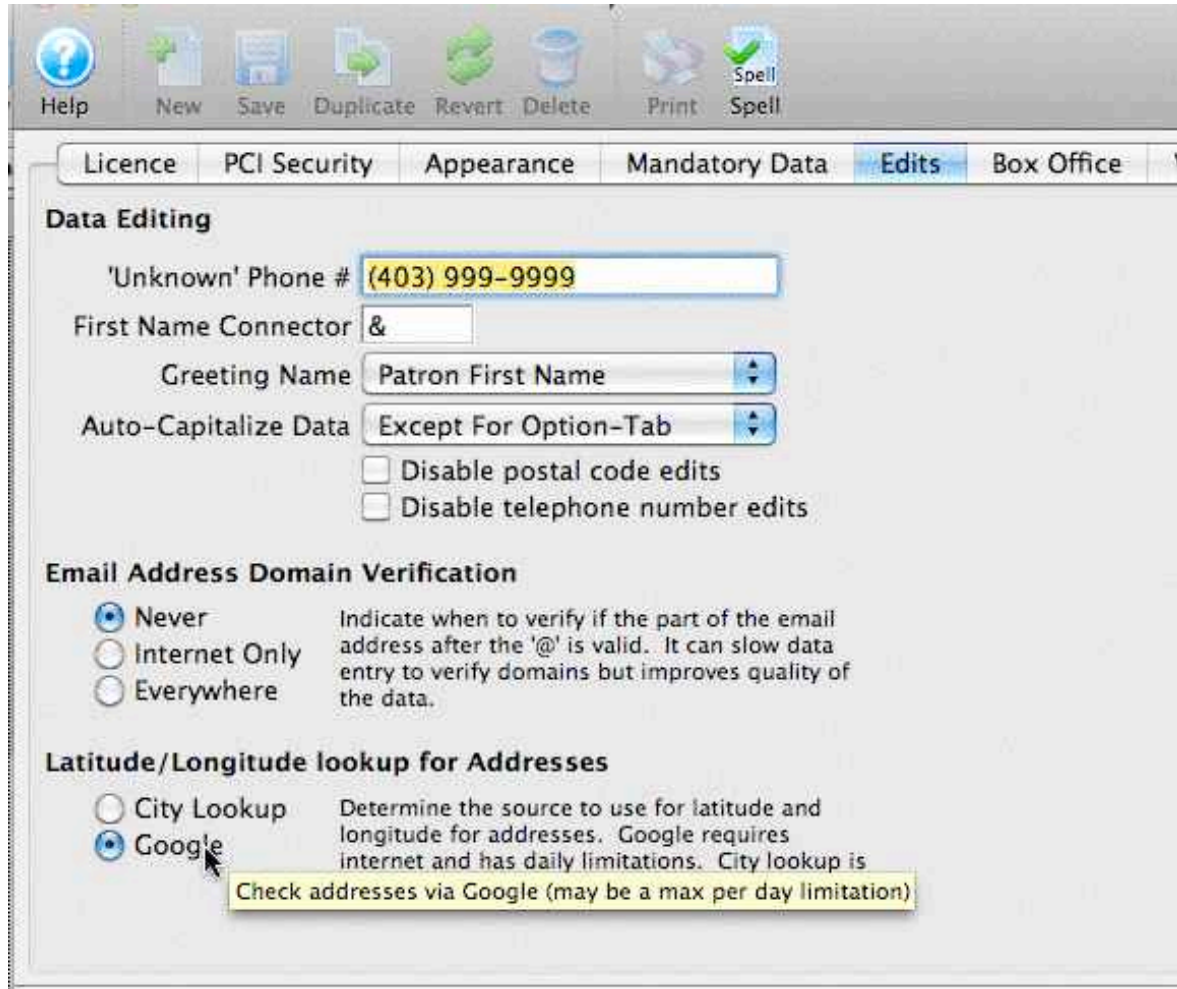 Spell
Help New Save Duplicate Revert Delete Print Spell
Licence PCI Security Appearance Mandatory Data Edits Box Office
Data Editing
'Unknown' Phone # (403) 999-9999
First Name Connector &
Greeting Name Patron First Name
Auto-Capitalize Data Except For Option-Tab
Disable postal code edits
Disable telephone number edits
Email Address Domain Verification
Never
Internet Only
Everywhere
Indicate when to verify if the part of the email
address after the '@' is valid. It can slow data
entry to verify domains but improves quality of
the data.
Latitude/Longitude lookup for Addresses
City Lookup
Google
Determine the source to use for latitude and
longitude for addresses. Google requires
internet and has daily limitations. City lookup is
Check addresses via Google (may be a max per day limitation)